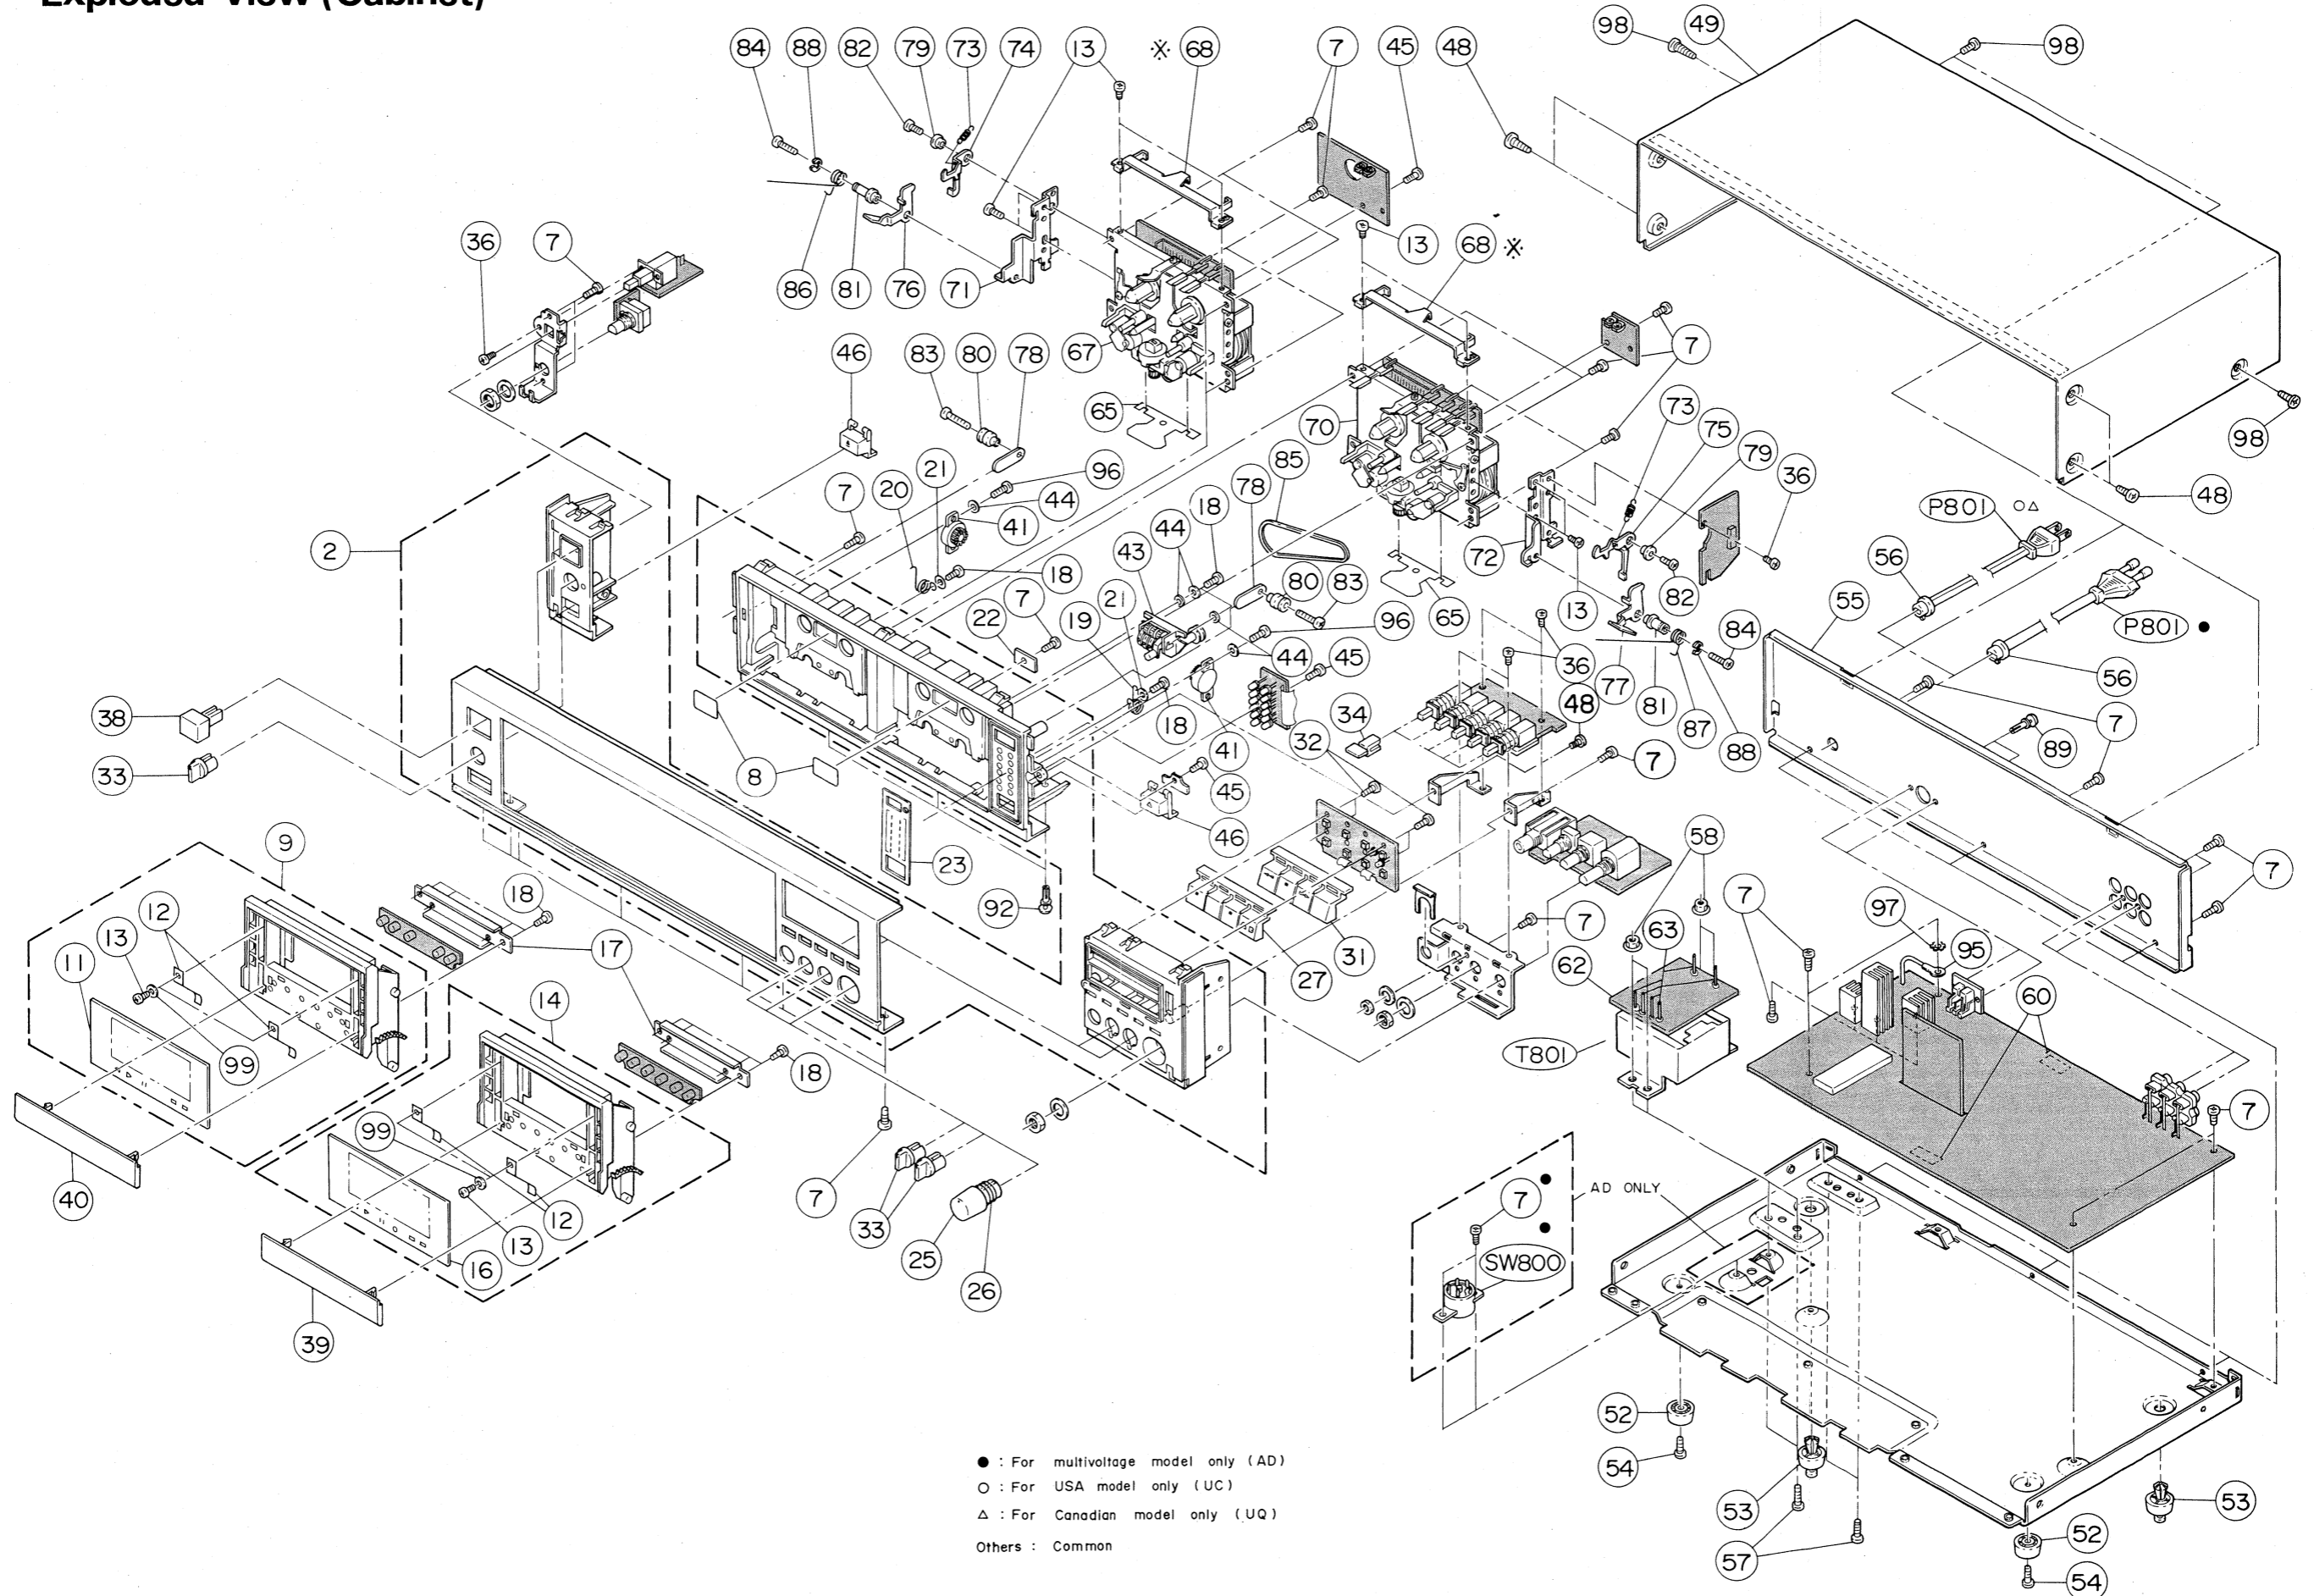 Exploded View (Cabinet)
84 88 82 79 73 74 13 ※ 68 7 45 48 98 49 98
36 7 86 81 76 71 13 68 ※
46 83 80 78 67 65 70 7 98
2 7 20 21 41 44 96 85 78 18 73 75 79 36 48
P801 ○△
43 44 18 80 83 72 56 55
22 7 19 21 96 65 13 82 84 P801 ●
38 18 44 45 36 77 81 87 88 56 7 89
33 8 41 32 34 48 7
45 46
9 23 58 7
12 18 92 97 95
13 17 27 31 62 63 7 7 60
11 14 T801
99 18
7
99 12
40 13 7 33 25 26 7 ● AD ONLY
16 ● SW800
39
52
54
● : For multivoltage model only (AD)
○ : For USA model only (UC)
△ : For Canadian model only (UQ)
Others : Common
53 53
57 52
54